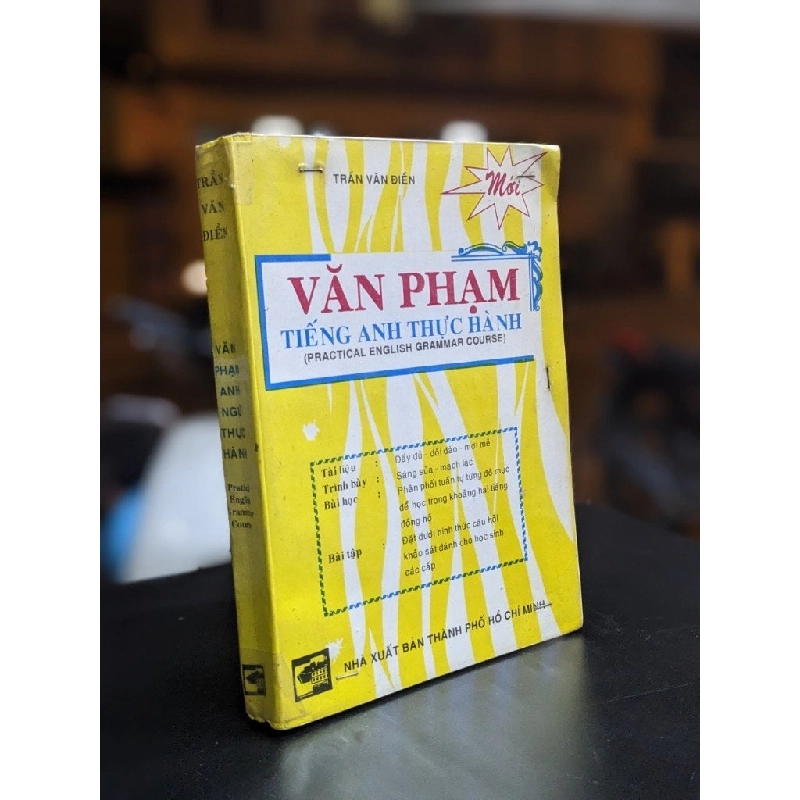 TRẦN VĂN ĐIỀN
Mới
VĂN PHẠM
TIẾNG ANH THỰC HÀNH
(PRACTICAL ENGLISH GRAMMAR COURSE)
Tài liệu : Đầy đủ - dồi dào - mới mẻ
Trình bày : Sáng sủa - mạch lạc
Bài học : Phân phối tuần tự từng đề mục
để học trong khoảng hai tiếng
đồng hồ
Bài tập : Đặt dưới hình thức câu hỏi
khảo sát dành cho học sinh
các cấp
NHÀ XUẤT BẢN THÀNH PHỐ HỒ CHÍ MINH
TRẦN
VĂN
ĐIỀN
VĂN
PHẠM
ANH
NGỮ
THỰC
HÀNH